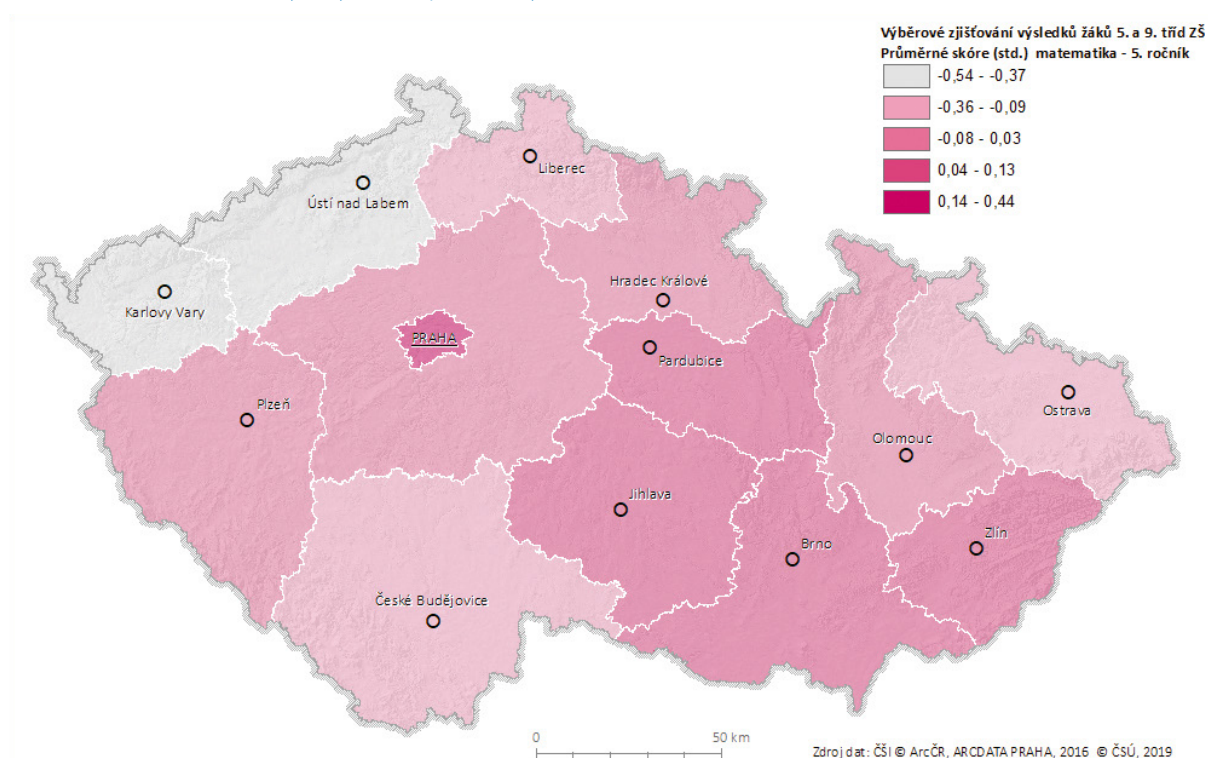 Výběrové zjišťování výsledků žáků 5. a 9. tříd ZŠ
Průměrné skóre (std.) matematika - 5. ročník
-0,54 - -0,37
-0,36 - -0,09
-0,08 - 0,03
0,04 - 0,13
0,14 - 0,44
Liberec
Ústí nad Labem
Hradec Králové
Karlovy Vary
PRAHA
Pardubice
Plzeň
Ostrava
Olomouc
Jihlava
Zlín
Brno
České Budějovice
0 50 km
Zdroj dat: ČŠI © ArcČR, ARCDATA PRAHA, 2016 © ČSÚ, 2019